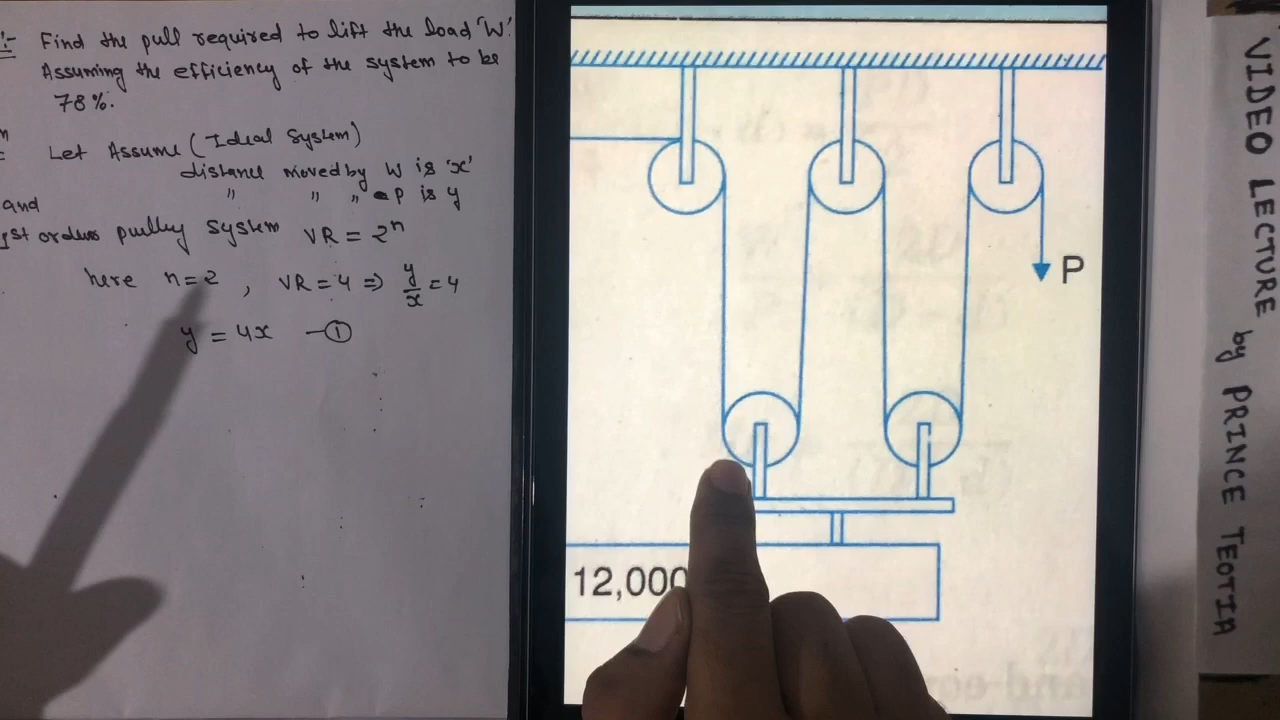 :- Find the pull required to lift the load 'W'.
Assuming the efficiency of the system to be
78%.
Let Assume (Ideal System)
distance moved by W is 'x'
" " " P is y
and
1st order pulley system VR = 2ⁿ
here n=2 , VR = 4 ⇒ y/x = 4
y = 4x —①
P
12,000
VIDEO LECTURE by PRINCE TEOTIA